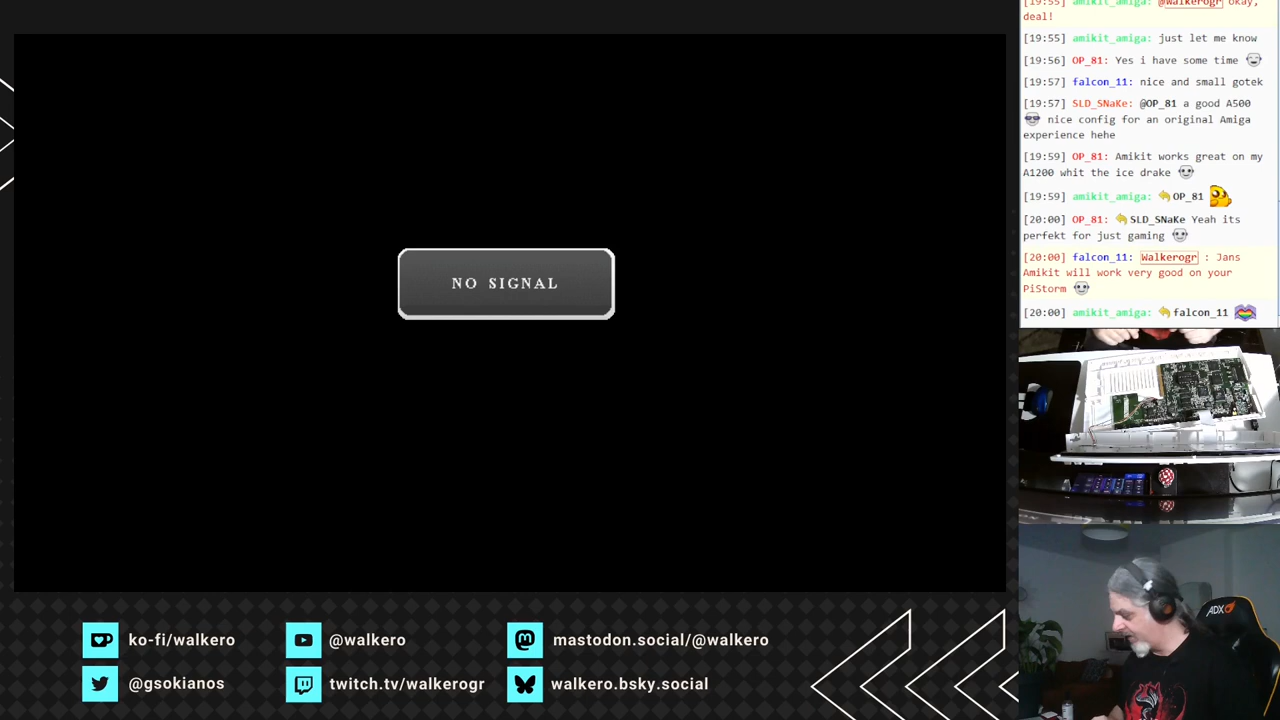 [19:55] amikit_amiga: @Walkerogr okay,
deal!
[19:55] amikit_amiga: just let me know
[19:56] OP_81: Yes i have some time
[19:57] falcon_11: nice and small gotek
[19:57] SLD_SNaKe: @OP_81 a good A500
nice config for an original Amiga
experience hehe
[19:59] OP_81: Amikit works great on my
A1200 whit the ice drake
[19:59] amikit_amiga: OP_81
[20:00] OP_81: SLD_SNaKe Yeah its
perfekt for just gaming
[20:00] falcon_11: Walkerogr : Jans
Amikit will work very good on your
PiStorm
[20:00] amikit_amiga: falcon_11
NO SIGNAL
ADX
ko-fi/walkero
@walkero
mastodon.social/@walkero
@gsokianos
twitch.tv/walkerogr
walkero.bsky.social